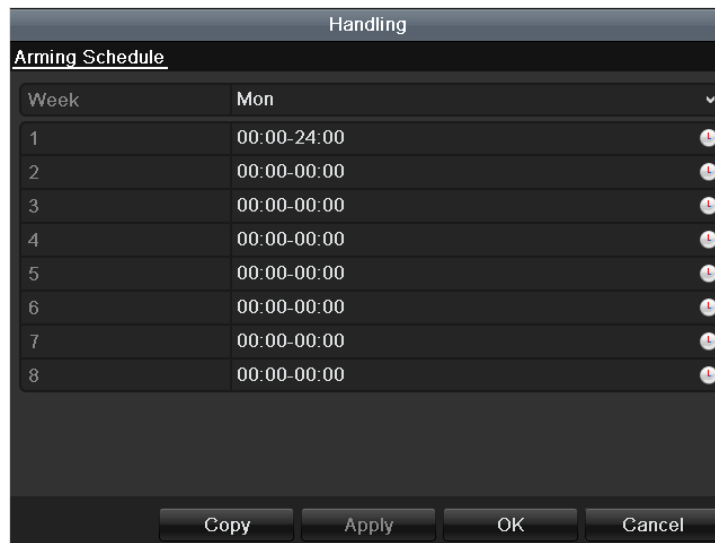 Handling
Arming Schedule
Week Mon
1 00:00-24:00
2 00:00-00:00
3 00:00-00:00
4 00:00-00:00
5 00:00-00:00
6 00:00-00:00
7 00:00-00:00
8 00:00-00:00
Copy Apply OK Cancel